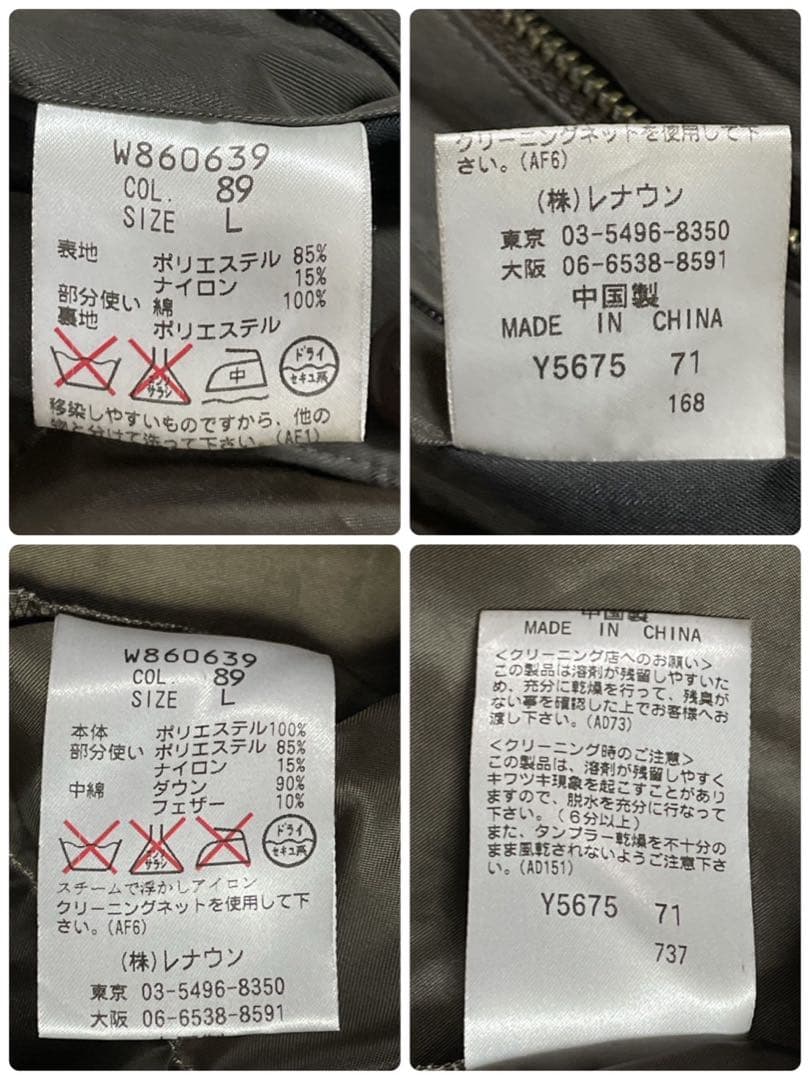 W860639
COL. 89
SIZE L
表地 ポリエステル 85%
ナイロン 15%
部分使い 綿 100%
裏地 ポリエステル
エンソ サラシ
中
ドライ セキユ系
移染しやすいものですから、他の
物と分けて洗って下さい。(AF1)
クリーニングネットを使用して下
さい。(AF6)
(株)レナウン
東京 03-5496-8350
大阪 06-6538-8591
中国製
MADE IN CHINA
Y5675 71
168
W860639
COL. 89
SIZE L
本体 ポリエステル100%
部分使い ポリエステル 85%
ナイロン 15%
中綿 ダウン 90%
フェザー 10%
エンソ サラシ
ドライ セキユ系
スチームで浮かしアイロン
クリーニングネットを使用して下
さい。(AF6)
(株)レナウン
東京 03-5496-8350
大阪 06-6538-8591
中国製
MADE IN CHINA
<クリーニング店へのお願い>
この製品は溶剤が残留しやすいた
め、充分に乾燥を行って、残臭が
ない事を確認した上でお客様へお
渡し下さい。(AD73)
<クリーニング時のご注意>
この製品は、溶剤が残留しやすく
キワツキ現象を起こすことがあり
ますので、脱水を充分に行なって
下さい。(6分以上)
また、タンブラー乾燥を不十分の
まま風乾されないようご注意下さ
い。(AD151)
Y5675 71
737